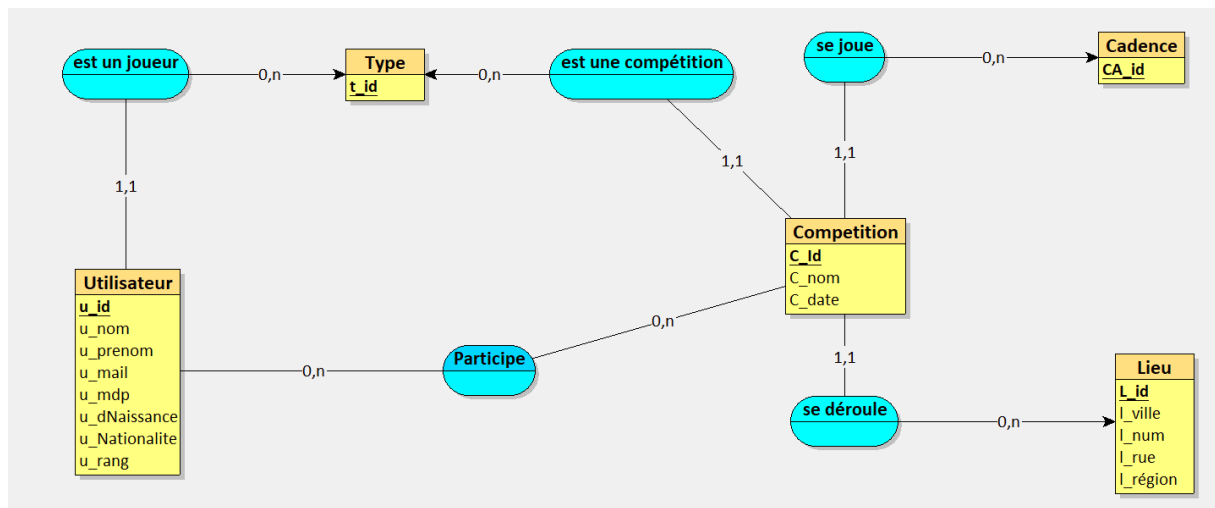 est un joueur
0,n
Type
t_id
0,n
est une compétition
se joue
0,n
Cadence
CA_id
1,1
1,1
1,1
Competition
C_Id
C_nom
C_date
Utilisateur
u_id
u_nom
u_prenom
u_mail
u_mdp
u_dNaissance
u_Nationalite
u_rang
0,n
Participe
0,n
1,1
se déroule
0,n
Lieu
L_id
l_ville
l_num
l_rue
l_région